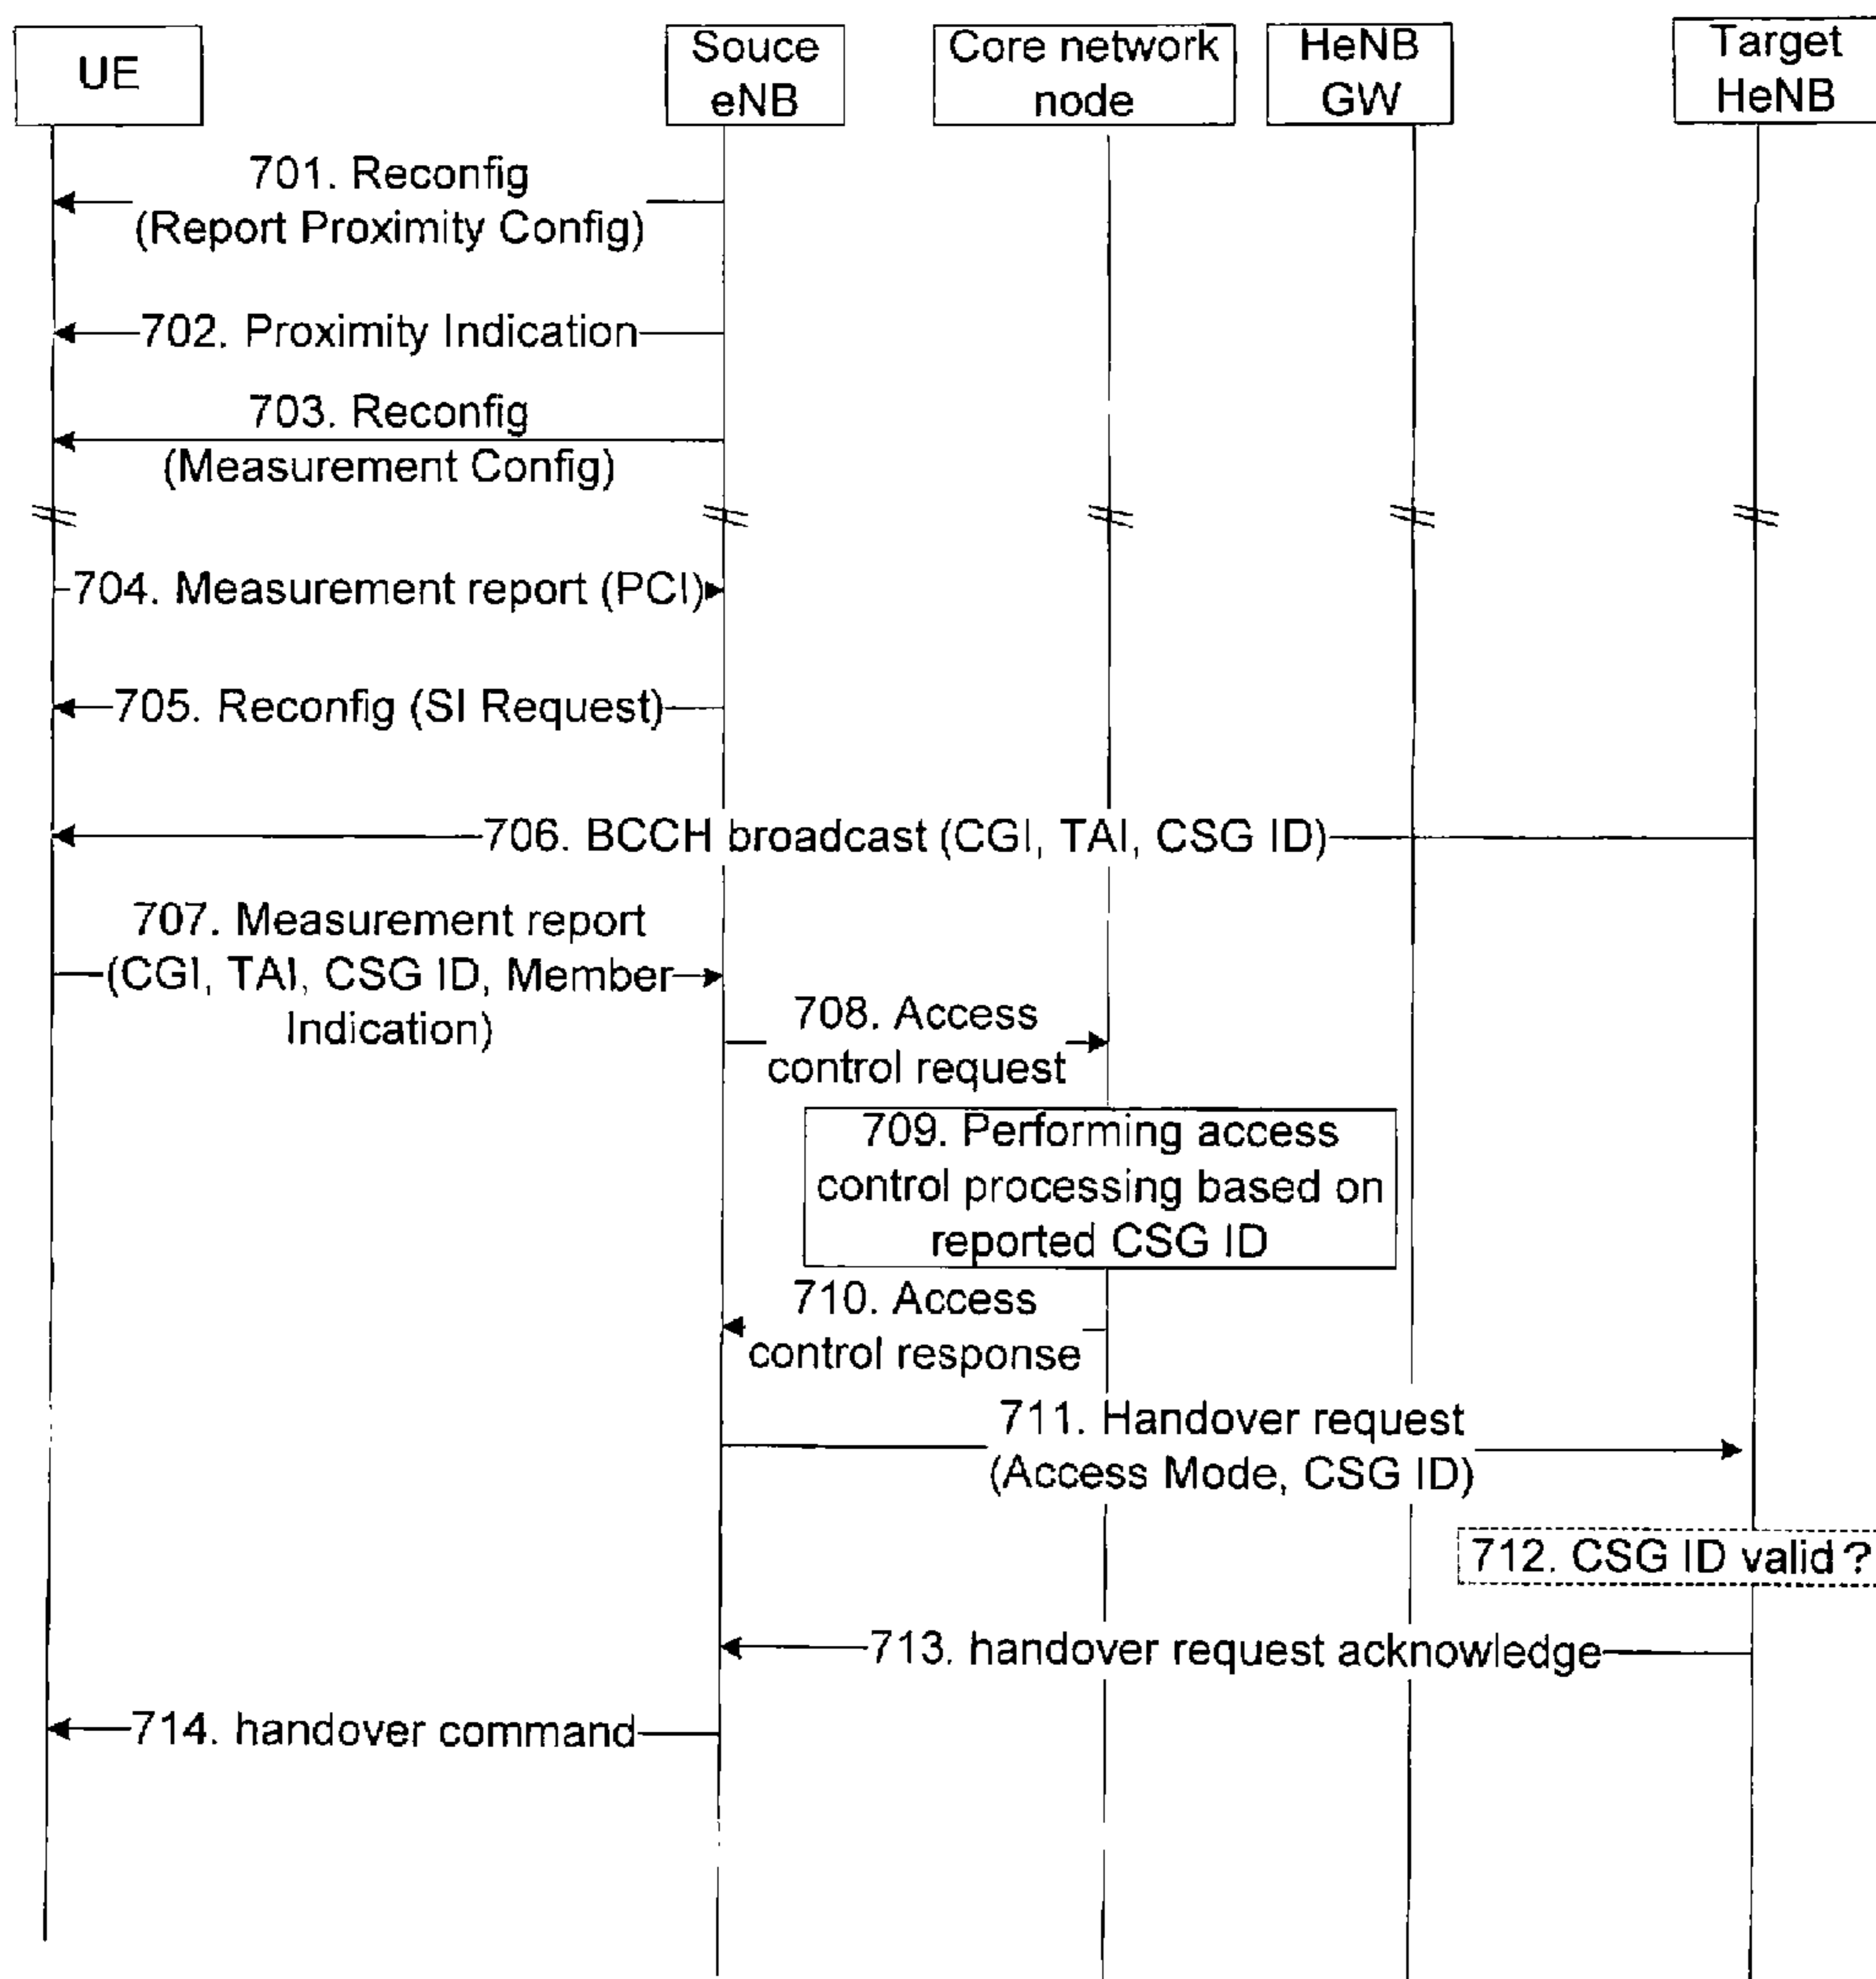 UE
Souce
eNB
Core network
node
HeNB
GW
Target
HeNB
701. Reconfig
(Report Proximity Config)
702. Proximity Indication
703. Reconfig
(Measurement Config)
704. Measurement report (PCI)
705. Reconfig (SI Request)
706. BCCH broadcast (CGI, TAI, CSG ID)
707. Measurement report
(CGI, TAI, CSG ID, Member
Indication)
708. Access
control request
709. Performing access
control processing based on
reported CSG ID
710. Access
control response
711. Handover request
(Access Mode, CSG ID)
712. CSG ID valid ?
713. handover request acknowledge
714. handover command